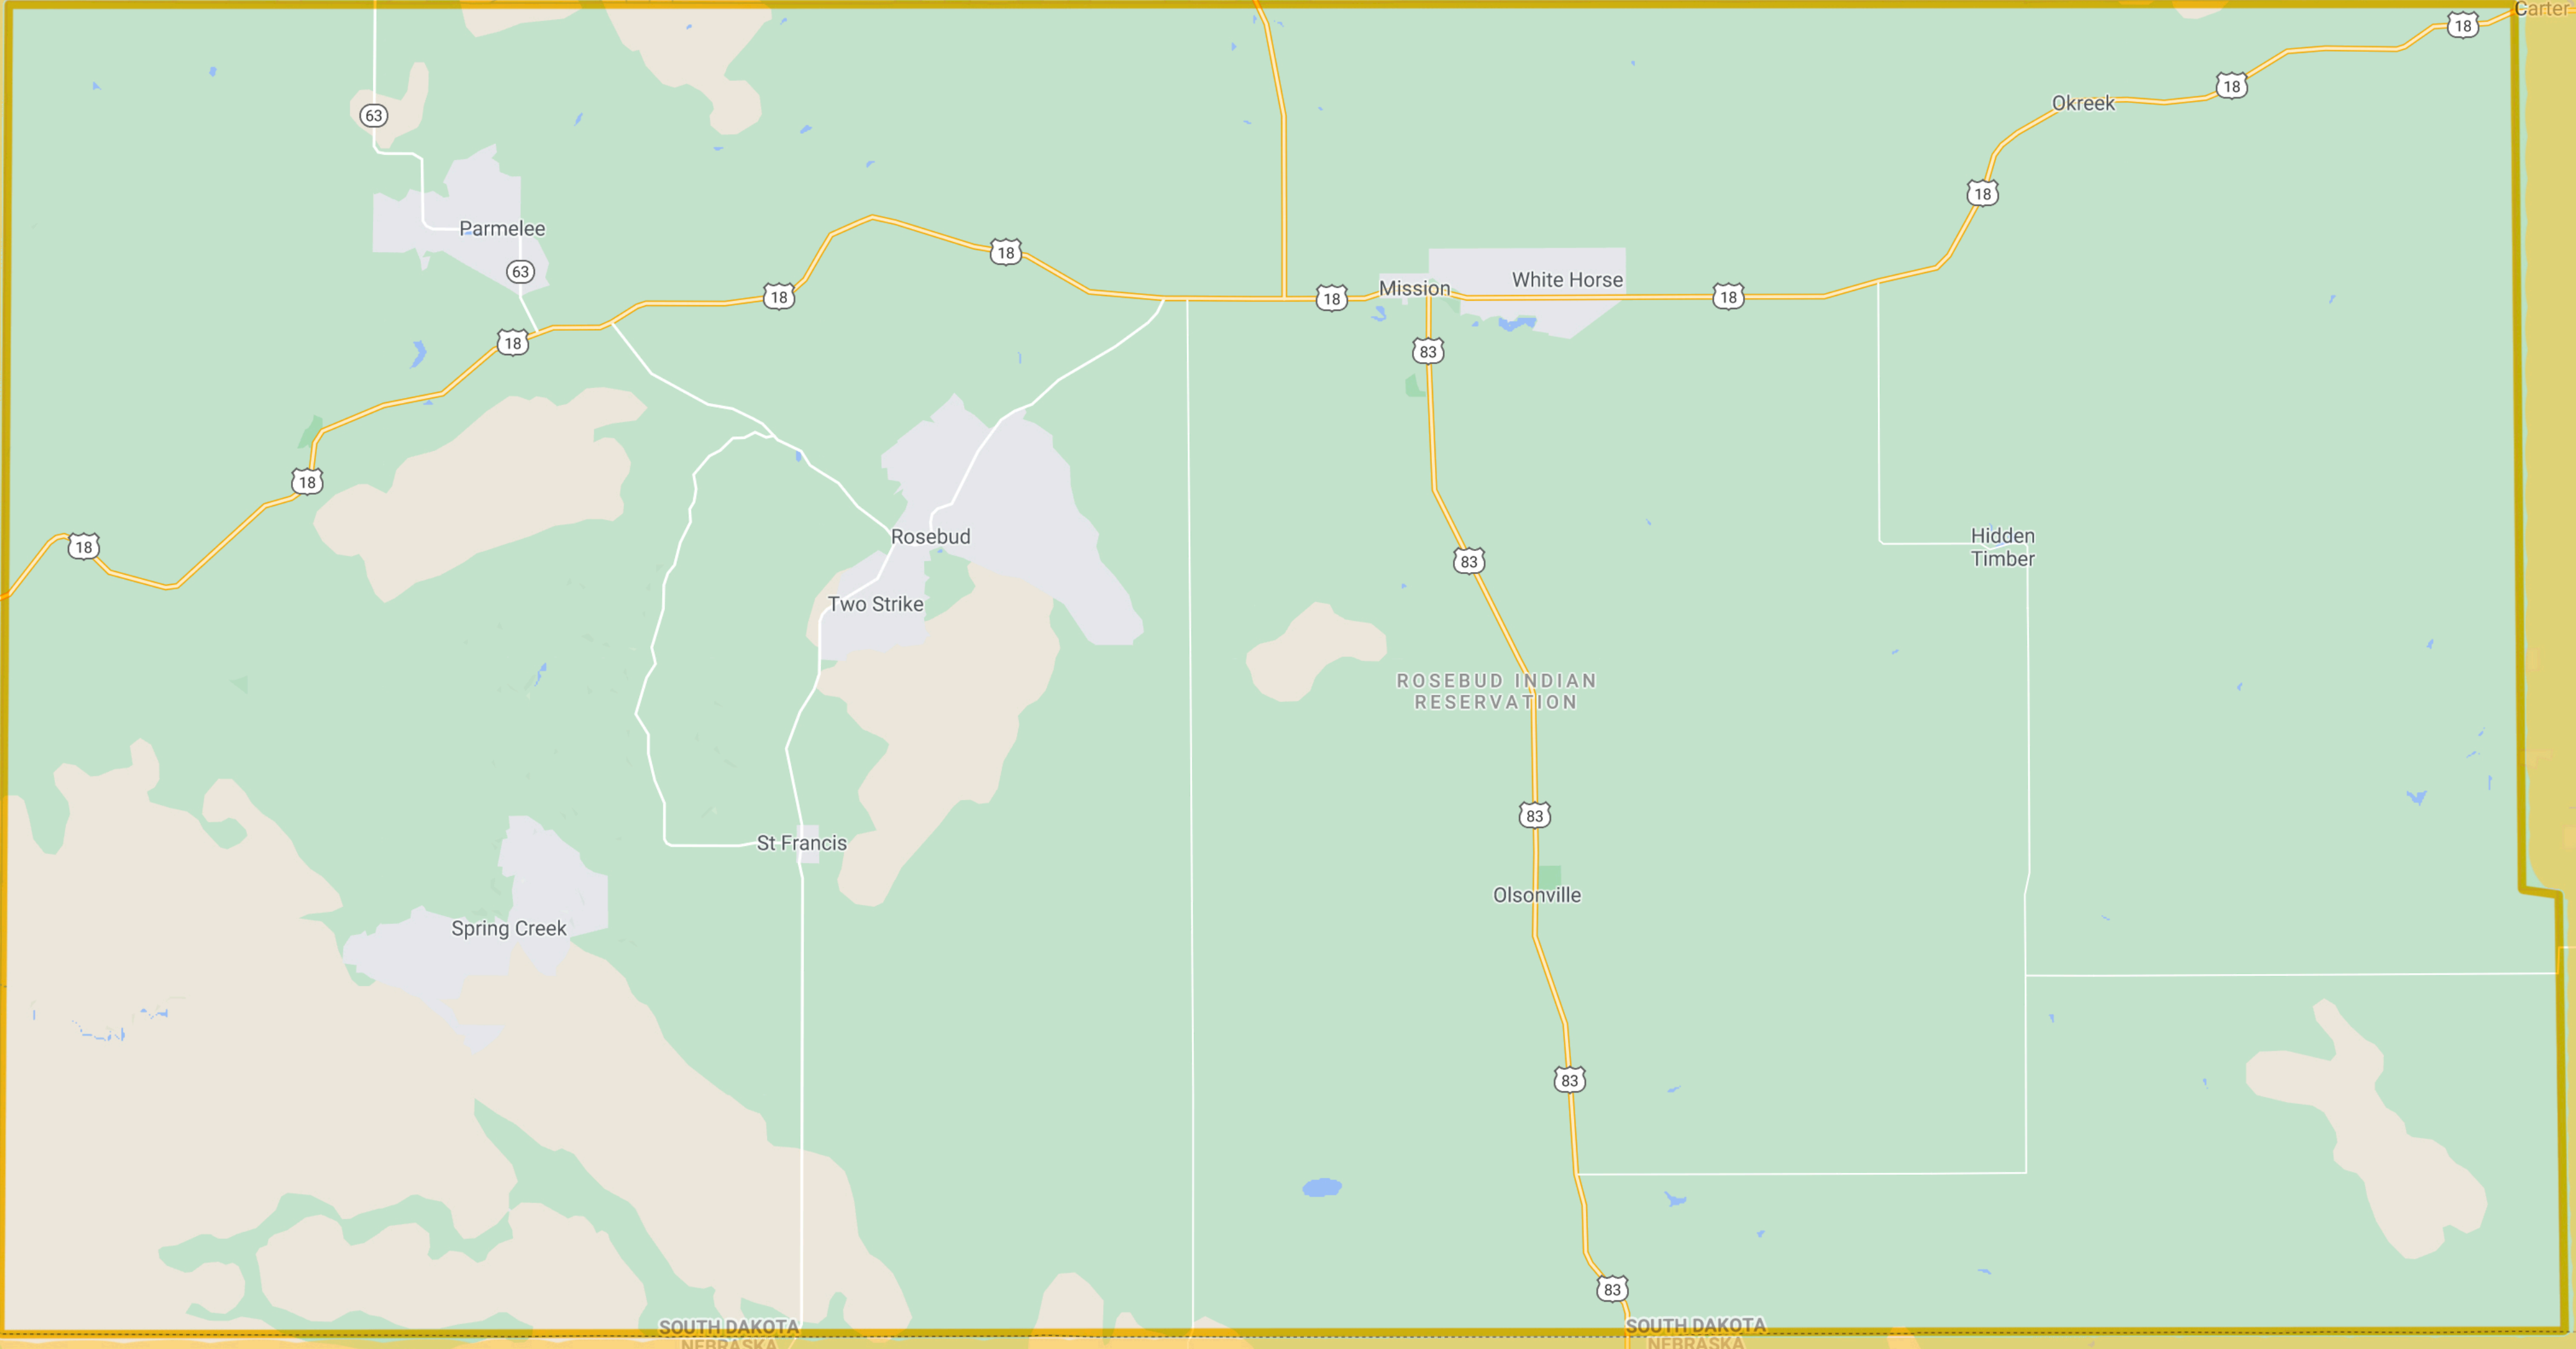 Carter
18
18
Okreek
63
18
Parmelee
18
63
White Horse
Mission
18
18
18
18
83
18
Rosebud
Hidden
Timber
18
83
Two Strike
ROSEBUD INDIAN
RESERVATION
83
St Francis
Olsonville
Spring Creek
83
83
SOUTH DAKOTA
NEBRASKA
SOUTH DAKOTA
NEBRASKA